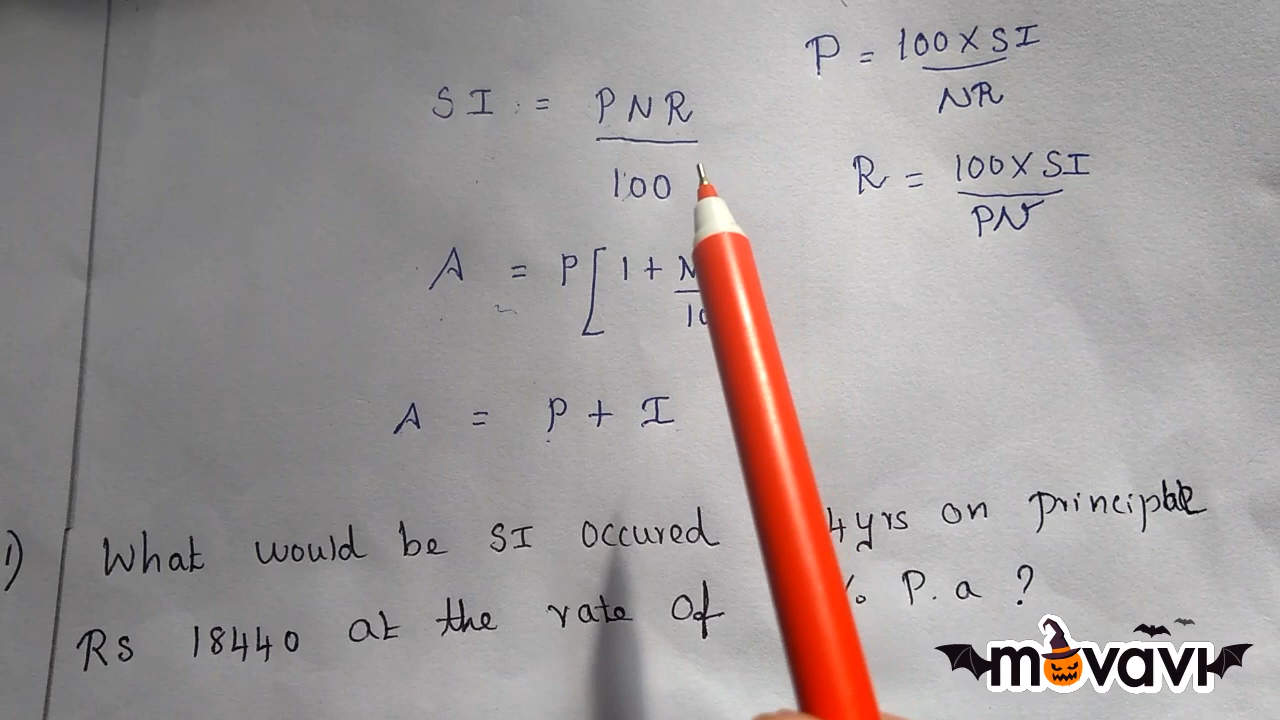 SI = PNR
100
P = 100 X SI
NR
R = 100 X SI
PN
A = P[1 +
A = P + I
1) What would be SI occured 4yrs on principle
Rs 18440 at the rate of % P.a ?
movavi